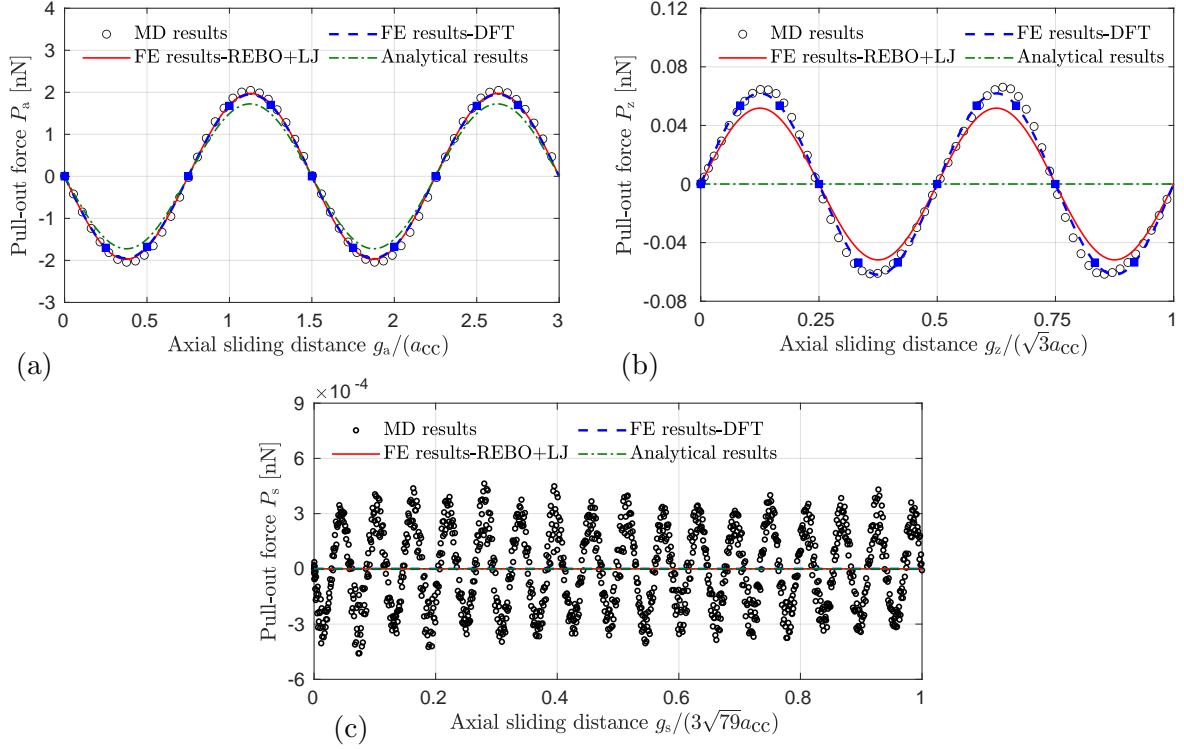 4
3
2
1
0
-1
-2
-3
MD results
FE results-REBO+LJ
FE results-DFT
Analytical results
Pull-out force Pₐ [nN]
0 0.5 1 1.5 2 2.5 3
Axial sliding distance gₐ/(a_cc)
(a)
0.12
0.08
0.04
0
-0.04
-0.08
MD results
FE results-REBO+LJ
FE results-DFT
Analytical results
Pull-out force P_z [nN]
0 0.25 0.5 0.75 1
Axial sliding distance g_z/(√3a_cc)
(b)
×10⁻⁴
9
6
3
0
-3
-6
MD results
FE results-REBO+LJ
FE results-DFT
Analytical results
Pull-out force Pₛ [nN]
0 0.2 0.4 0.6 0.8 1
Axial sliding distance gₛ/(3√79a_cc)
(c)